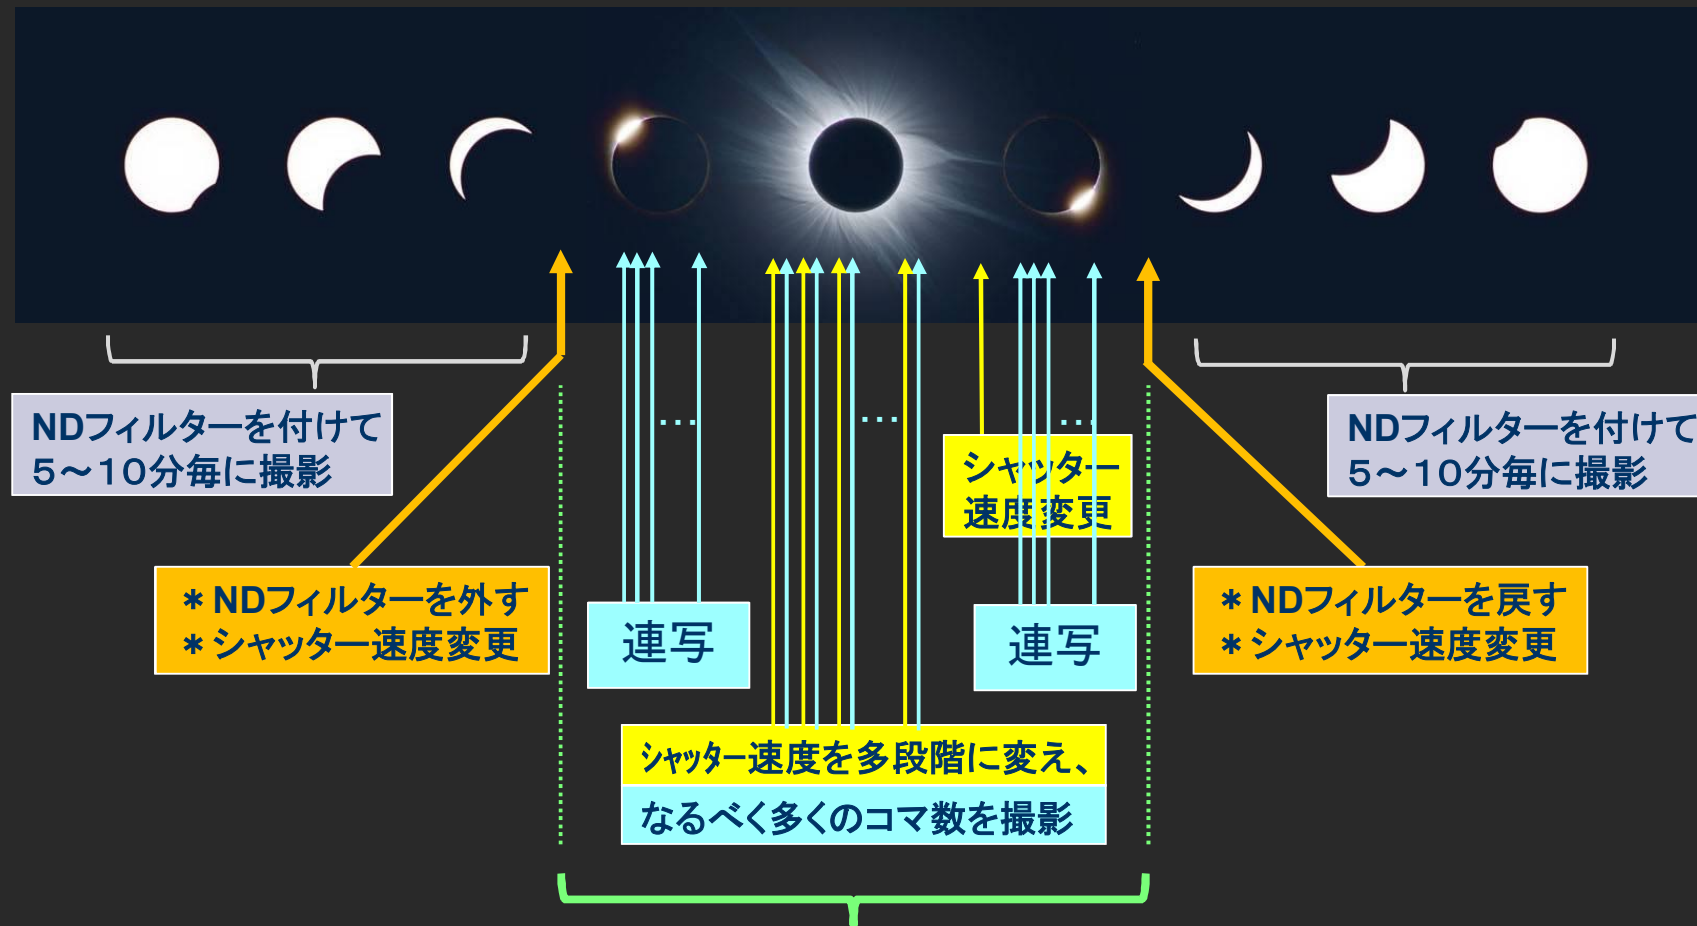 NDフィルターを付けて
5～10分毎に撮影
NDフィルターを付けて
5～10分毎に撮影
…
…
…
シャッター
速度変更
＊NDフィルターを外す
＊シャッター速度変更
連写
連写
＊NDフィルターを戻す
＊シャッター速度変更
シャッター速度を多段階に変え、
なるべく多くのコマ数を撮影